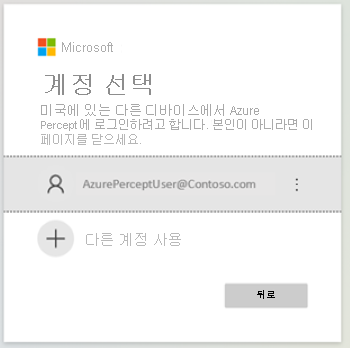 Microsoft
계정 선택
미국에 있는 다른 디바이스에서 Azure
Percept에 로그인하려고 합니다. 본인이 아니라면 이
페이지를 닫으세요.
AzurePerceptUser@Contoso.com
다른 계정 사용
뒤로